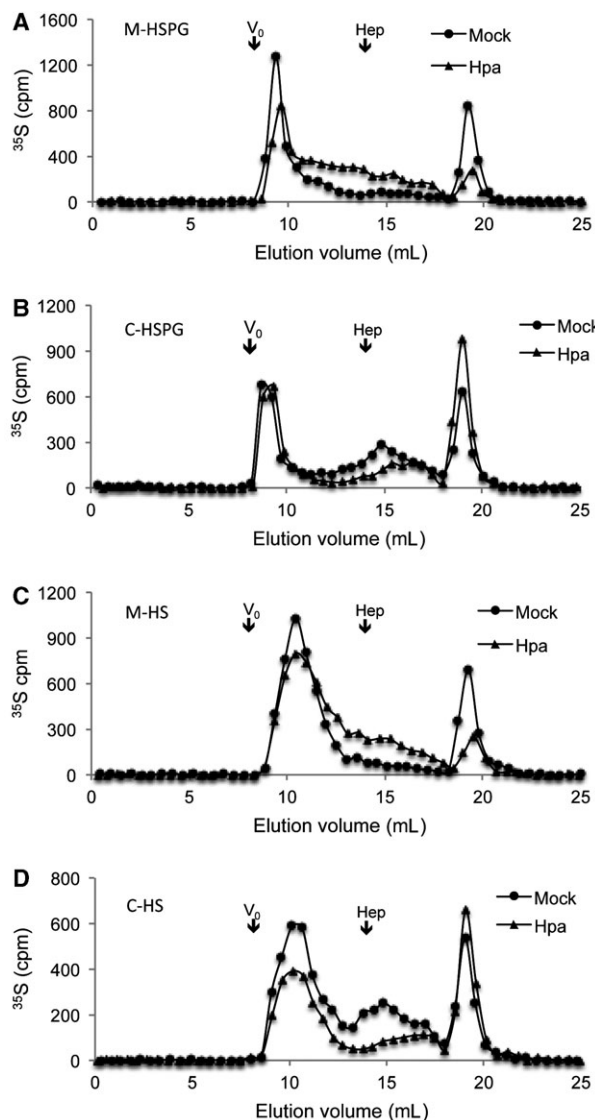 A
M-HSPG
V₀
Hep
Mock
Hpa
³⁵S (cpm)
1600
1200
800
400
0
0 5 10 15 20 25
Elution volume (mL)
B
C-HSPG
V₀
Hep
Mock
Hpa
³⁵S (cpm)
1200
900
600
300
0
0 5 10 15 20 25
Elution volume (mL)
C
M-HS
V₀
Hep
Mock
Hpa
³⁵S cpm
1200
900
600
300
0
0 5 10 15 20 25
Elution volume (mL)
D
C-HS
V₀
Hep
Mock
Hpa
³⁵S (cpm)
800
600
400
200
0
0 5 10 15 20 25
Elution volume (mL)